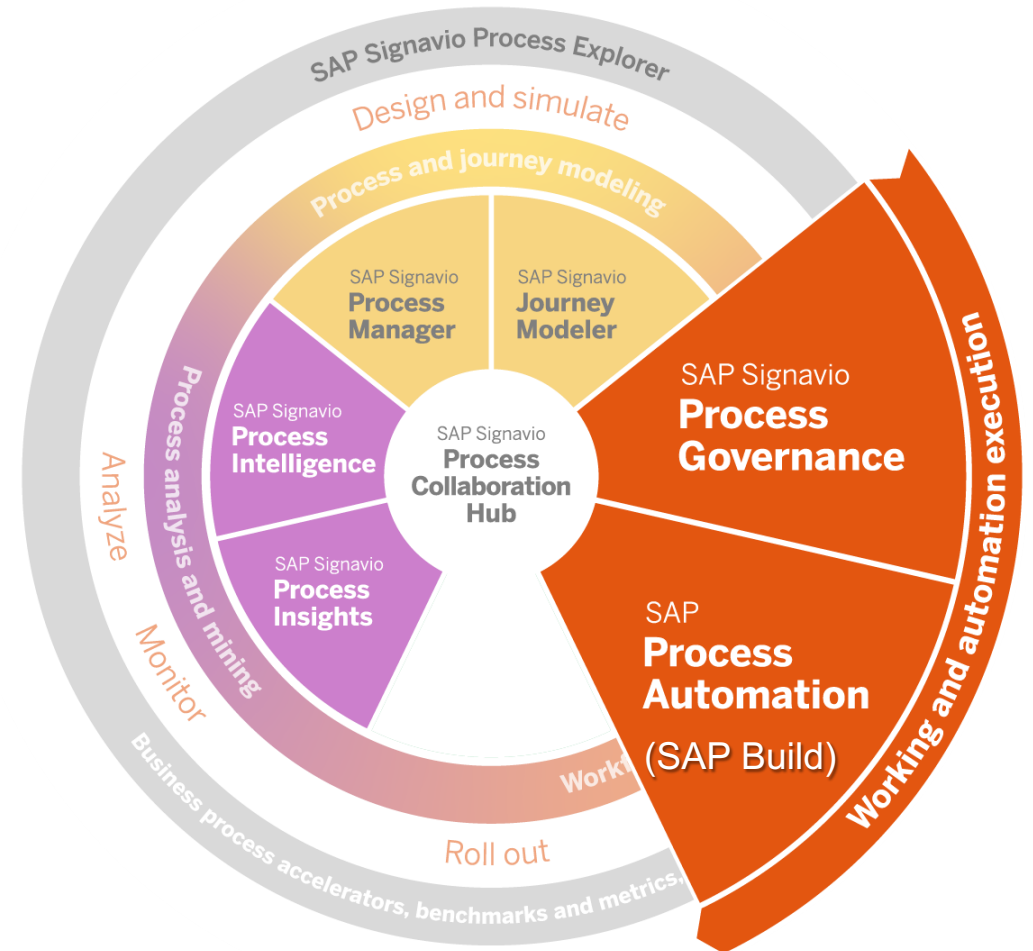 SAP Signavio Process Explorer
Design and simulate
Process and journey modeling
SAP Signavio
Process
Manager
SAP Signavio
Journey
Modeler
SAP Signavio
Process
Governance
Working and automation execution
SAP
Process
Automation
(SAP Build)
SAP Signavio
Process
Collaboration
Hub
SAP Signavio
Process
Intelligence
SAP Signavio
Process
Insights
Process analysis and mining
Analyze
Monitor
Roll out
Business process accelerators, benchmarks and metrics,